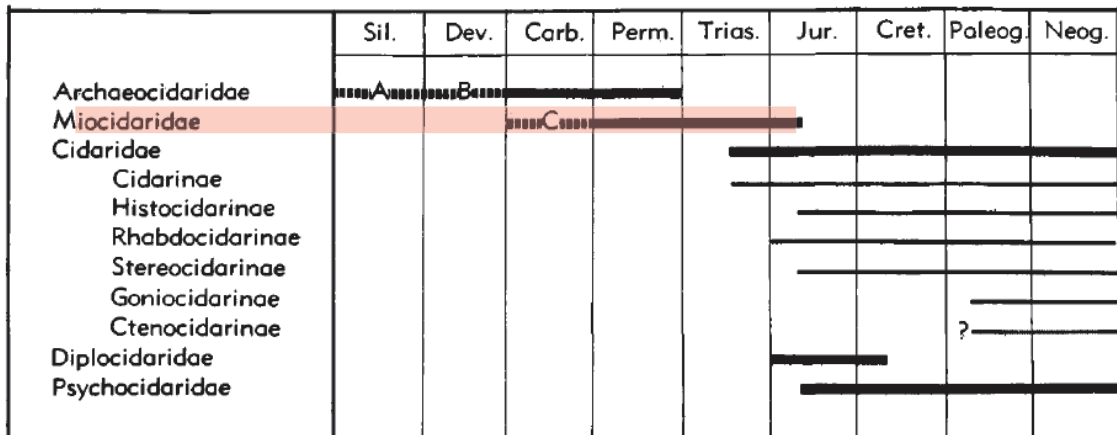 Sil. Dev. Carb. Perm. Trias. Jur. Cret. Paleog. Neog.
Archaeocidaridae A B
Miocidaridae C
Cidaridae
Cidarinae
Histocidarinae
Rhabdocidarinae
Stereocidarinae
Goniocidarinae
Ctenocidarinae ?
Diplocidaridae
Psychocidaridae